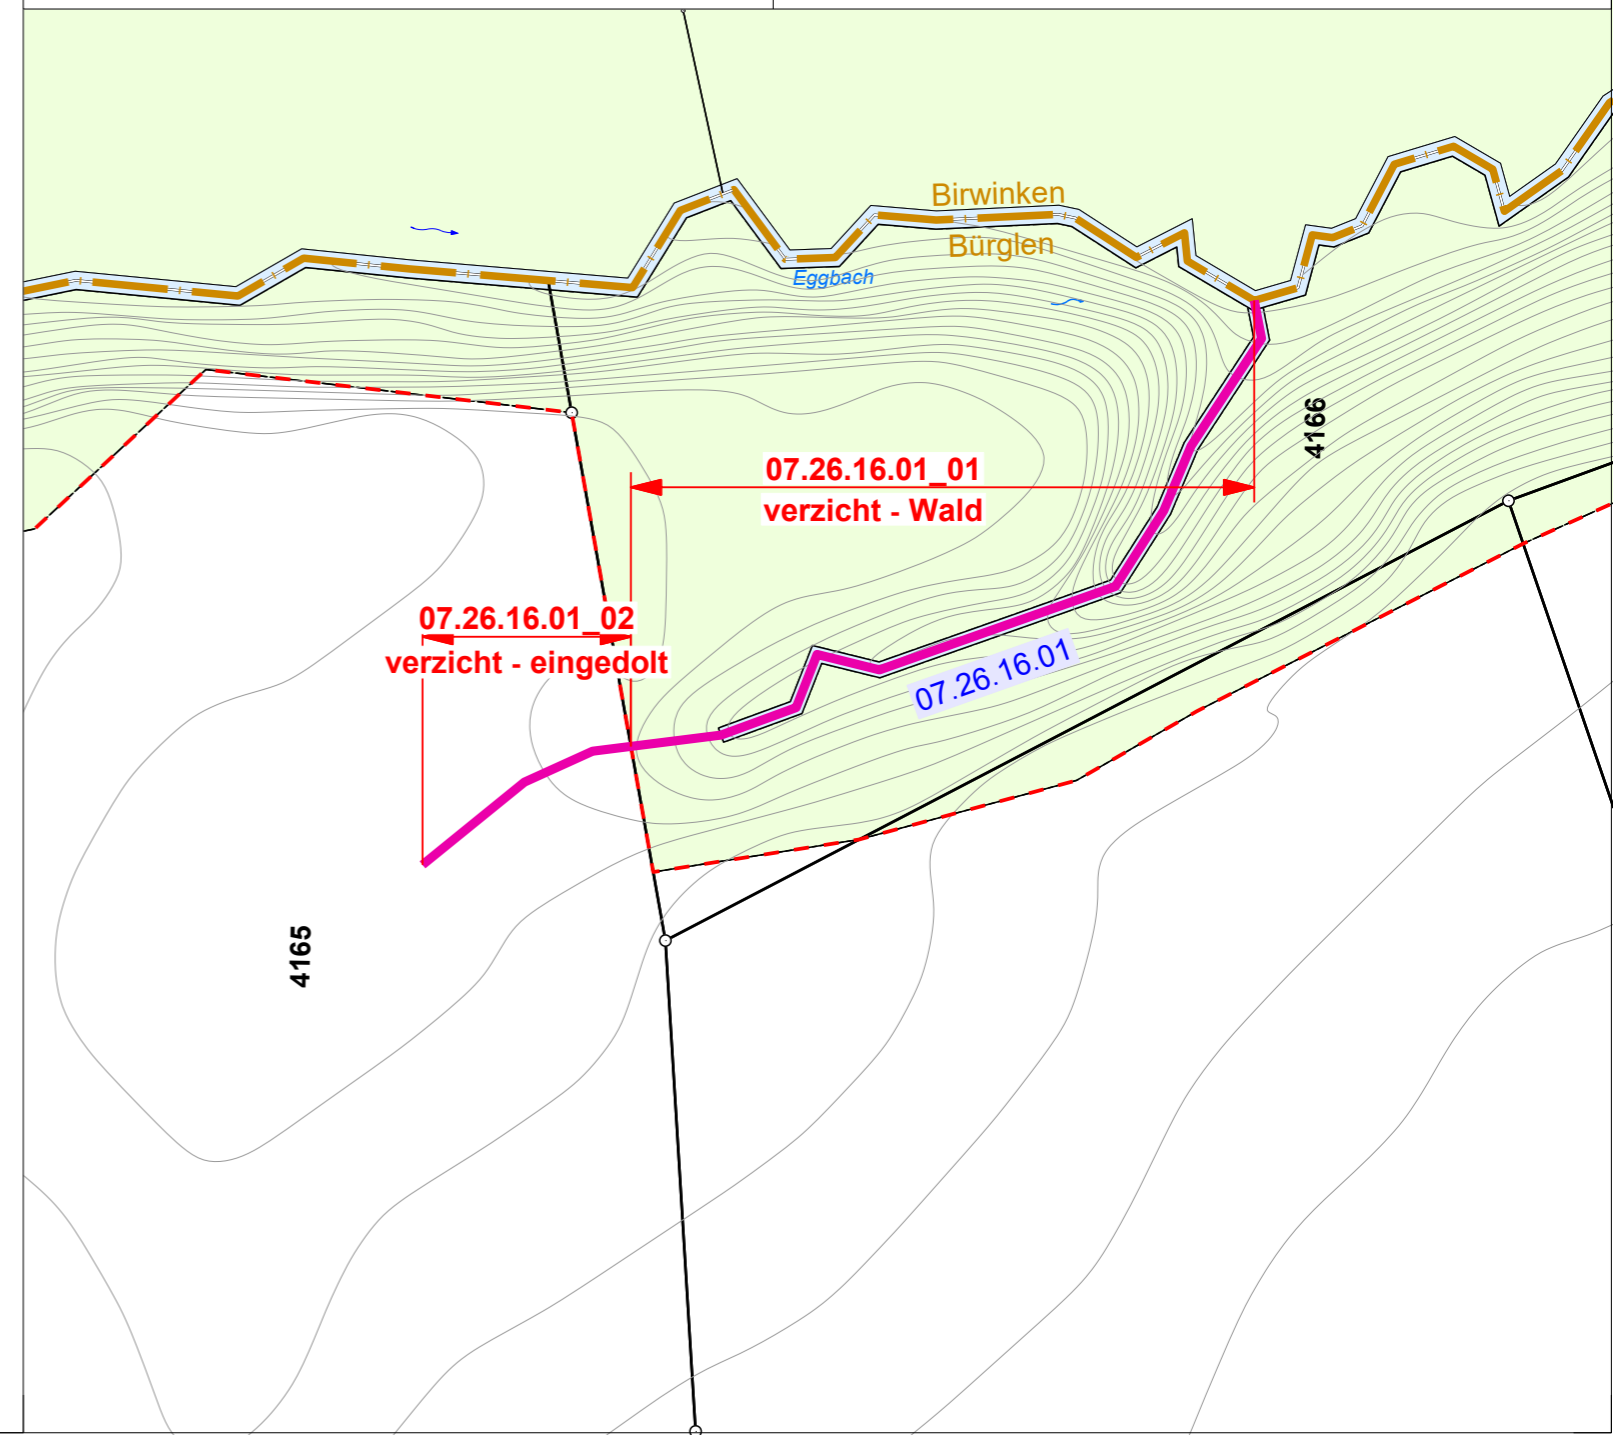 Birwinken
Bürglen
Eggbach
4166
07.26.16.01_01
verzicht - Wald
07.26.16.01_02
verzicht - eingedolt
07.26.16.01
4165